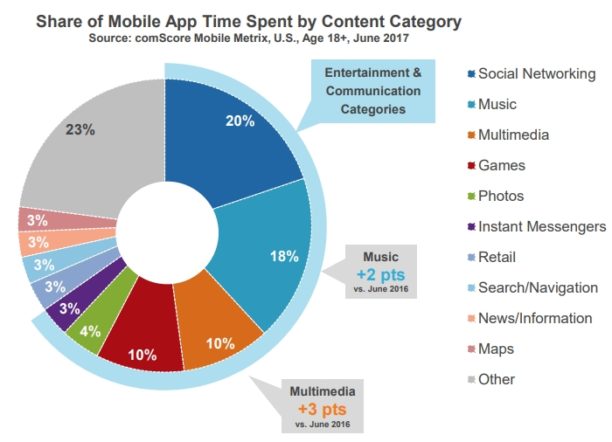 Share of Mobile App Time Spent by Content Category
Source: comScore Mobile Metrix, U.S., Age 18+, June 2017
Entertainment &
Communication
Categories
20%
18%
10%
10%
4%
3%
3%
3%
3%
3%
23%
Music
+2 pts
vs. June 2016
Multimedia
+3 pts
vs. June 2016
Social Networking
Music
Multimedia
Games
Photos
Instant Messengers
Retail
Search/Navigation
News/Information
Maps
Other